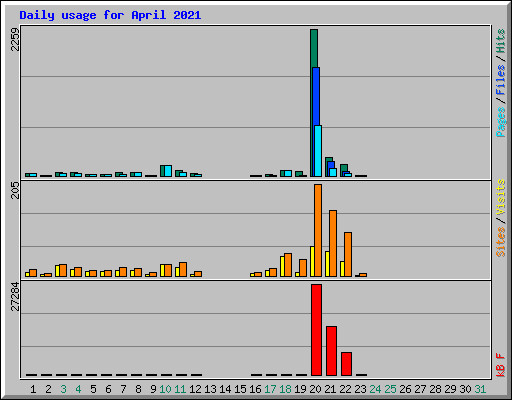 Daily usage for April 2021
2259
Pages / Files / Hits
205
Sites / Visits
27284
kB F
1 2 3 4 5 6 7 8 9 10 11 12 13 14 15 16 17 18 19 20 21 22 23 24 25 26 27 28 29 30 31